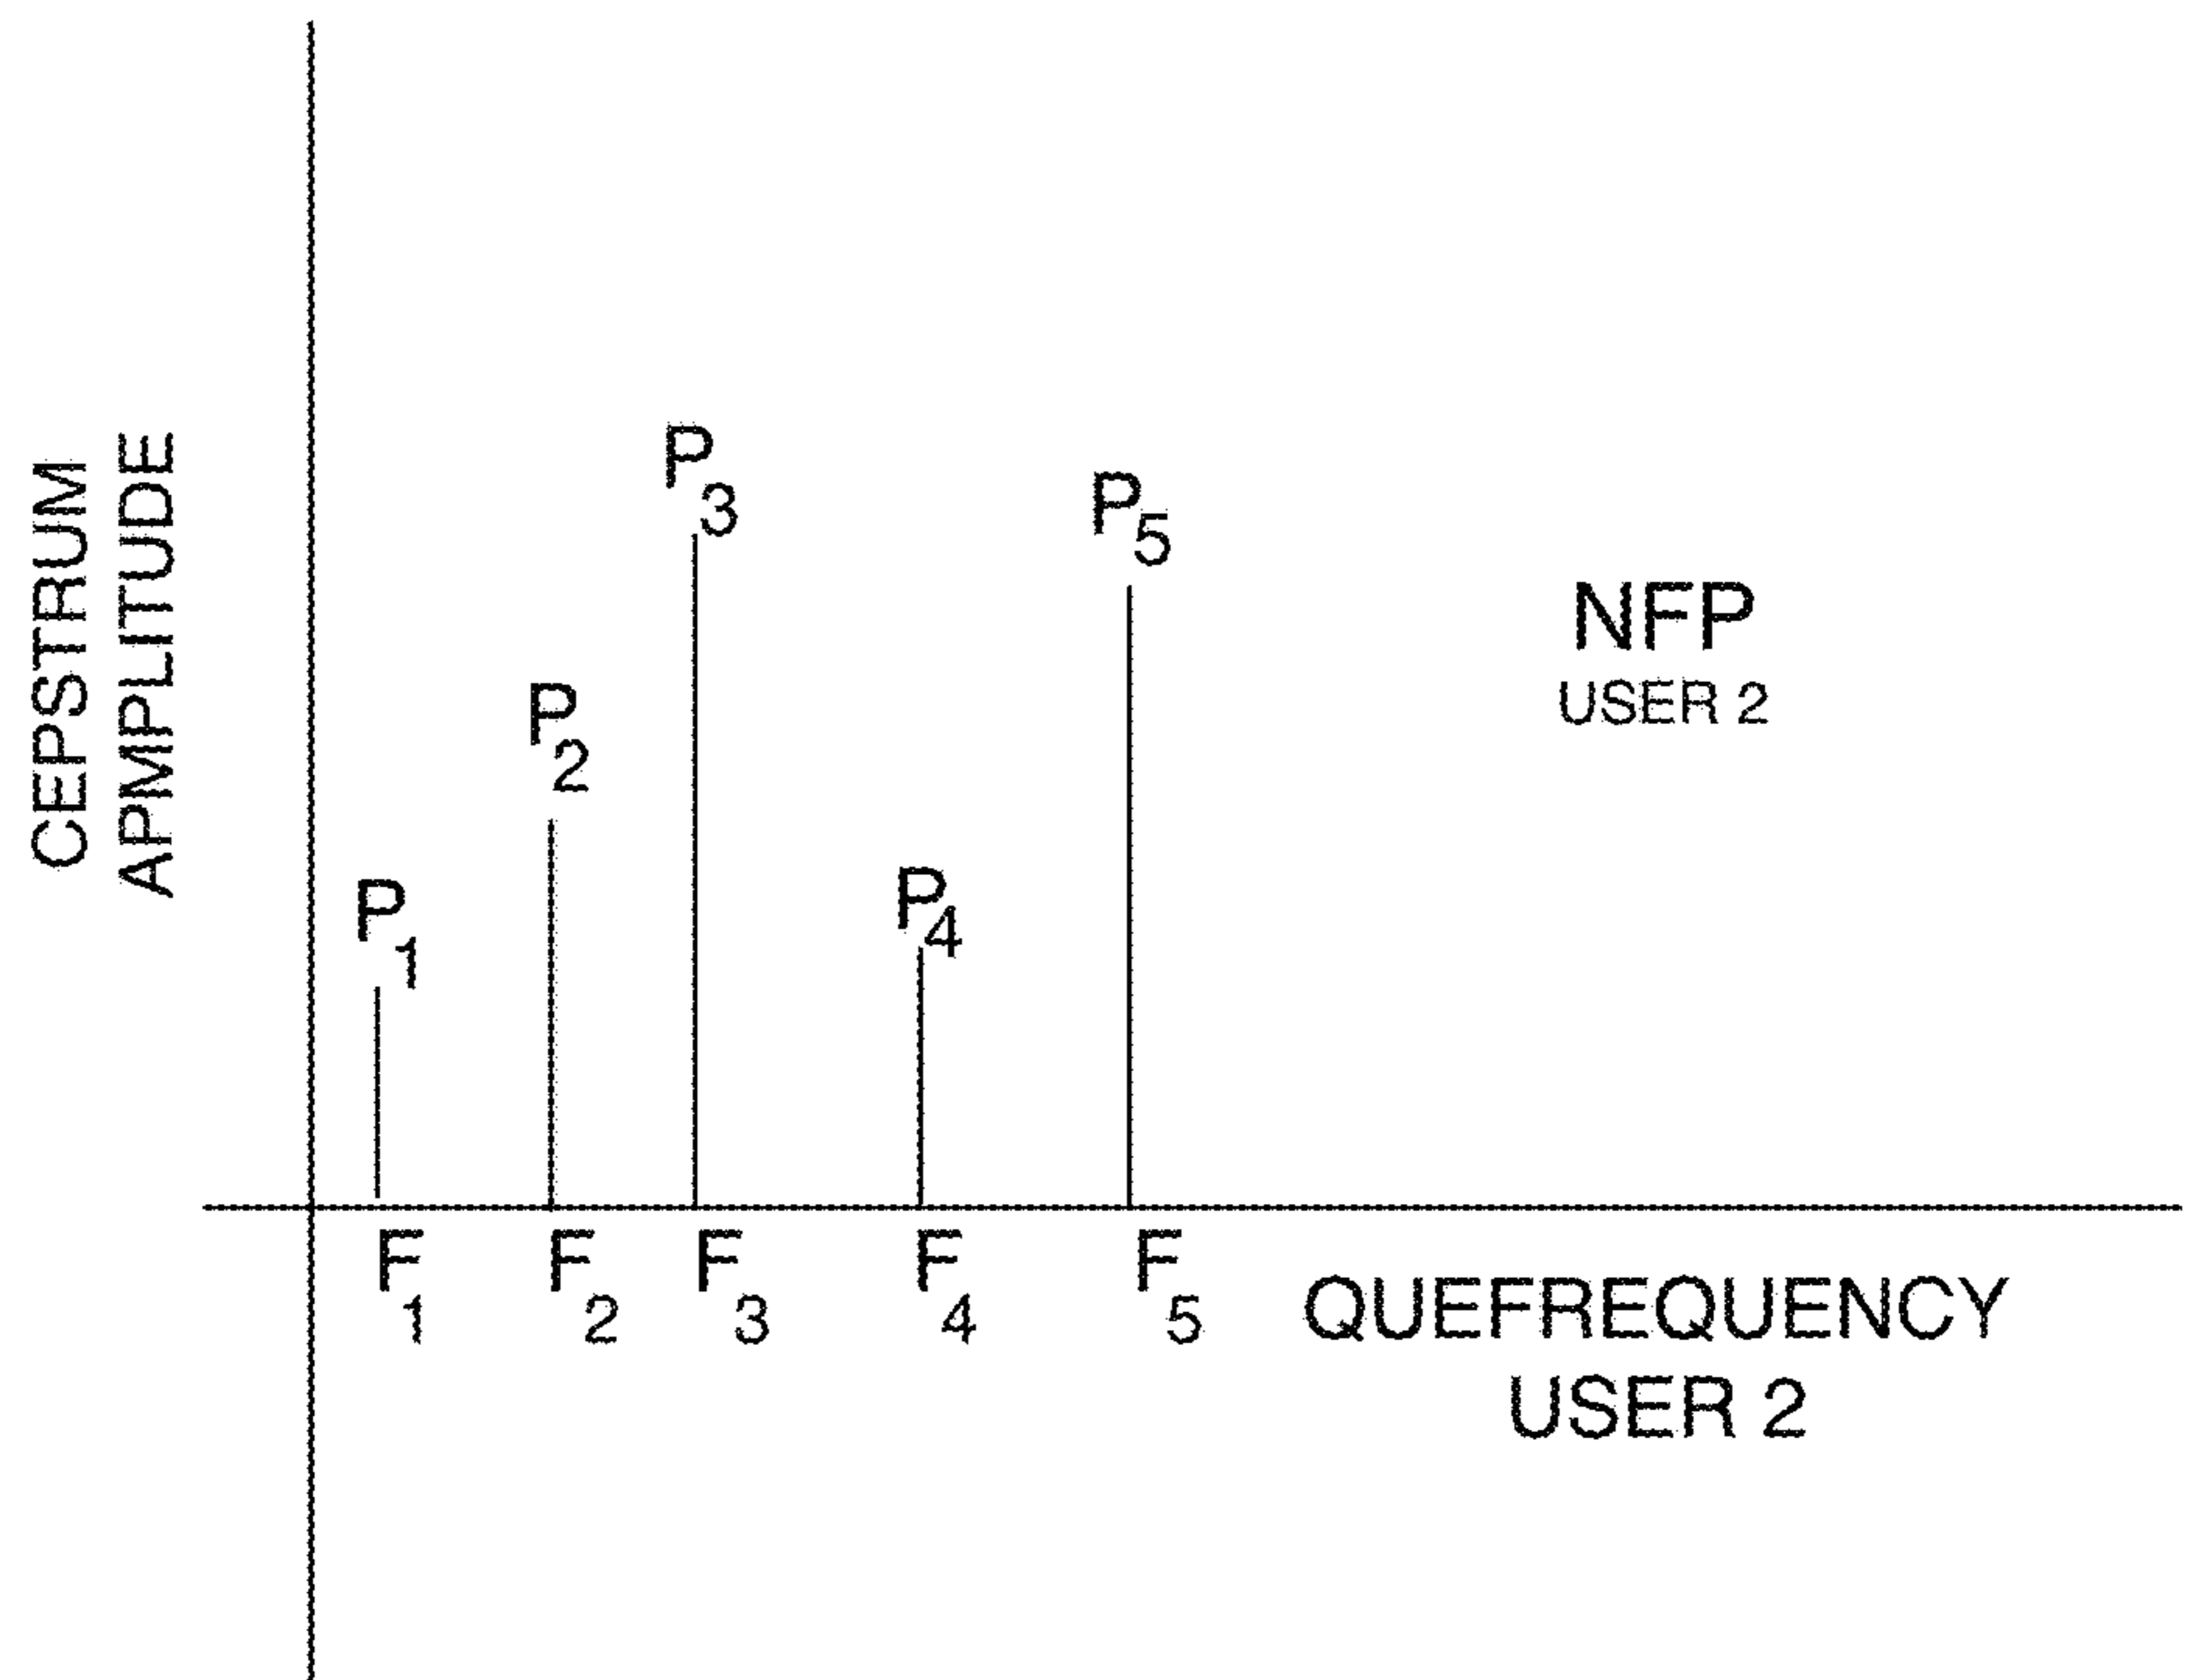 CEPSTRUM
APMPLITUDE
P1
P2
P3
P4
P5
NFP
USER 2
F1
F2
F3
F4
F5
QUEFREQUENCY
USER 2